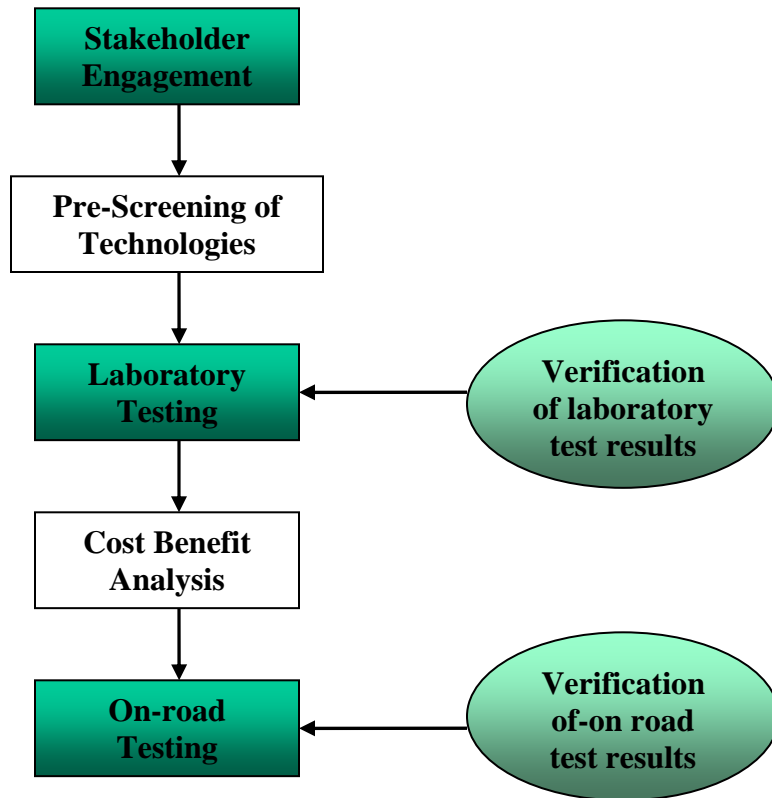 Stakeholder
Engagement
Pre-Screening of
Technologies
Laboratory
Testing
Verification
of laboratory
test results
Cost Benefit
Analysis
On-road
Testing
Verification
of-on road
test results